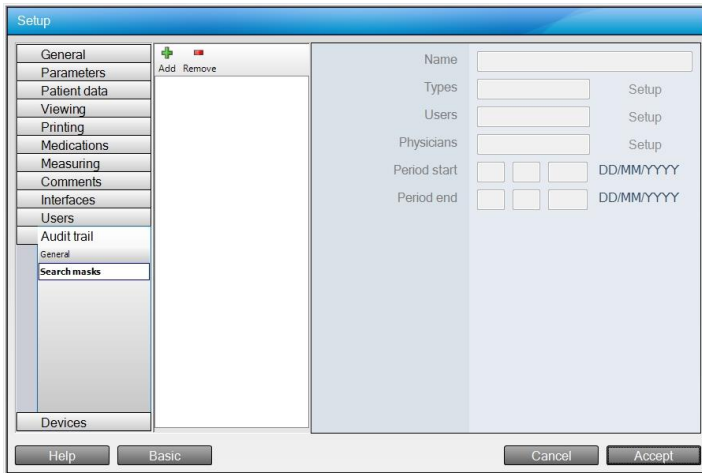 Setup
General
Parameters
Patient data
Viewing
Printing
Medications
Measuring
Comments
Interfaces
Users
Audit trail
General
Search masks
Devices
Add Remove
Name
Types Setup
Users Setup
Physicians Setup
Period start DD/MM/YYYY
Period end DD/MM/YYYY
Help Basic Cancel Accept